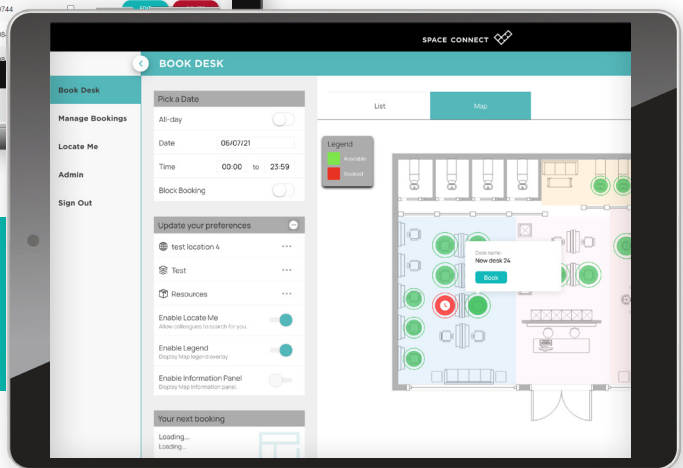 0744
SPACE CONNECT
BOOK DESK
Book Desk
Manage Bookings
Locate Me
Admin
Sign Out
Pick a Date
All-day
Date 06/07/21
Time 00:00 to 23:59
Block Booking
Update your preferences
test location 4
Test
Resources
Enable Locate Me
Allow colleagues to search for you
Enable Legend
Display Map legend overlay
Enable Information Panel
Display Map Information panel.
Your next booking
Loading...
Loading...
List Map
Legend
Available
Booked
Desk name:
New desk 24
Book